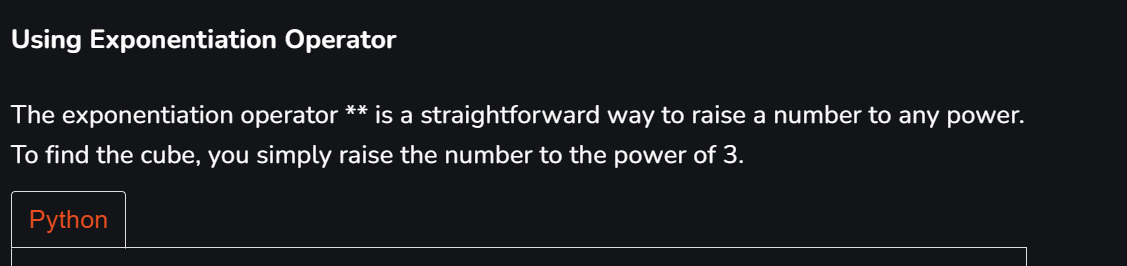 Using Exponentiation Operator
The exponentiation operator ** is a straightforward way to raise a number to any power.
To find the cube, you simply raise the number to the power of 3.
Python